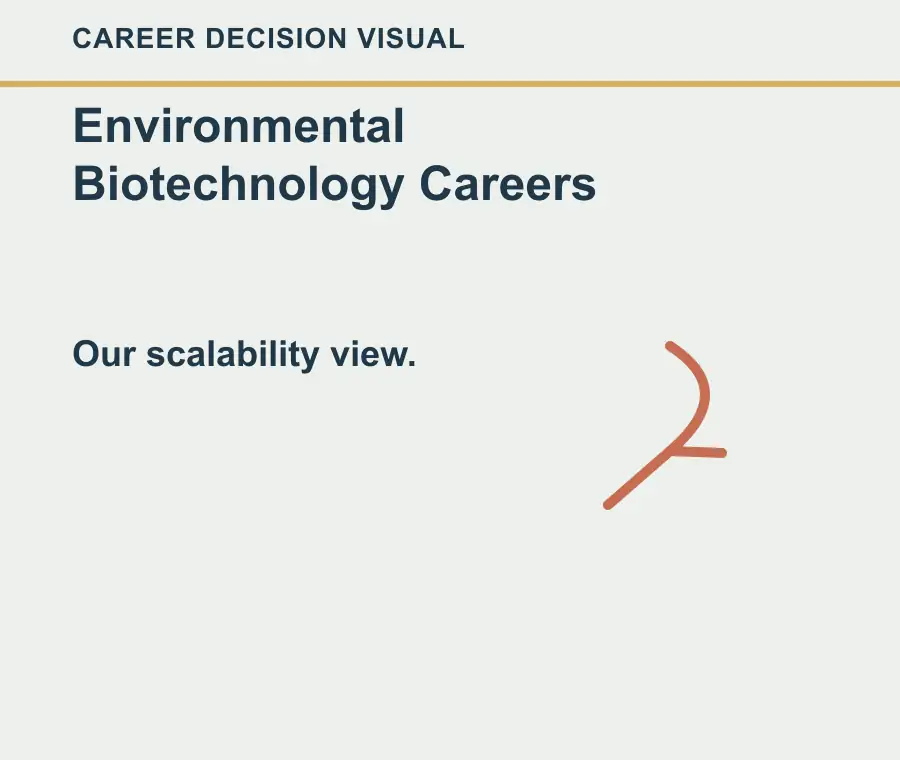 CAREER DECISION VISUAL
Environmental
Biotechnology Careers
Our scalability view.